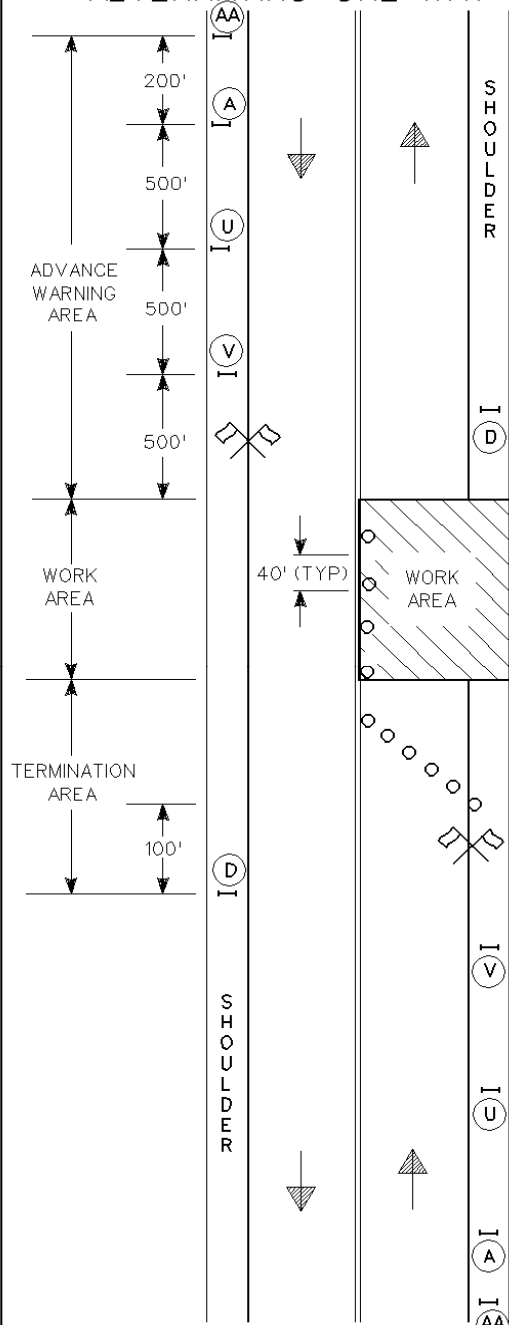 AA
200'
A
500'
U
ADVANCE
WARNING
AREA
500'
V
500'
SHOULDER
D
WORK
AREA
40' (TYP)
WORK
AREA
TERMINATION
AREA
100'
D
V
SHOULDER
U
A
AA